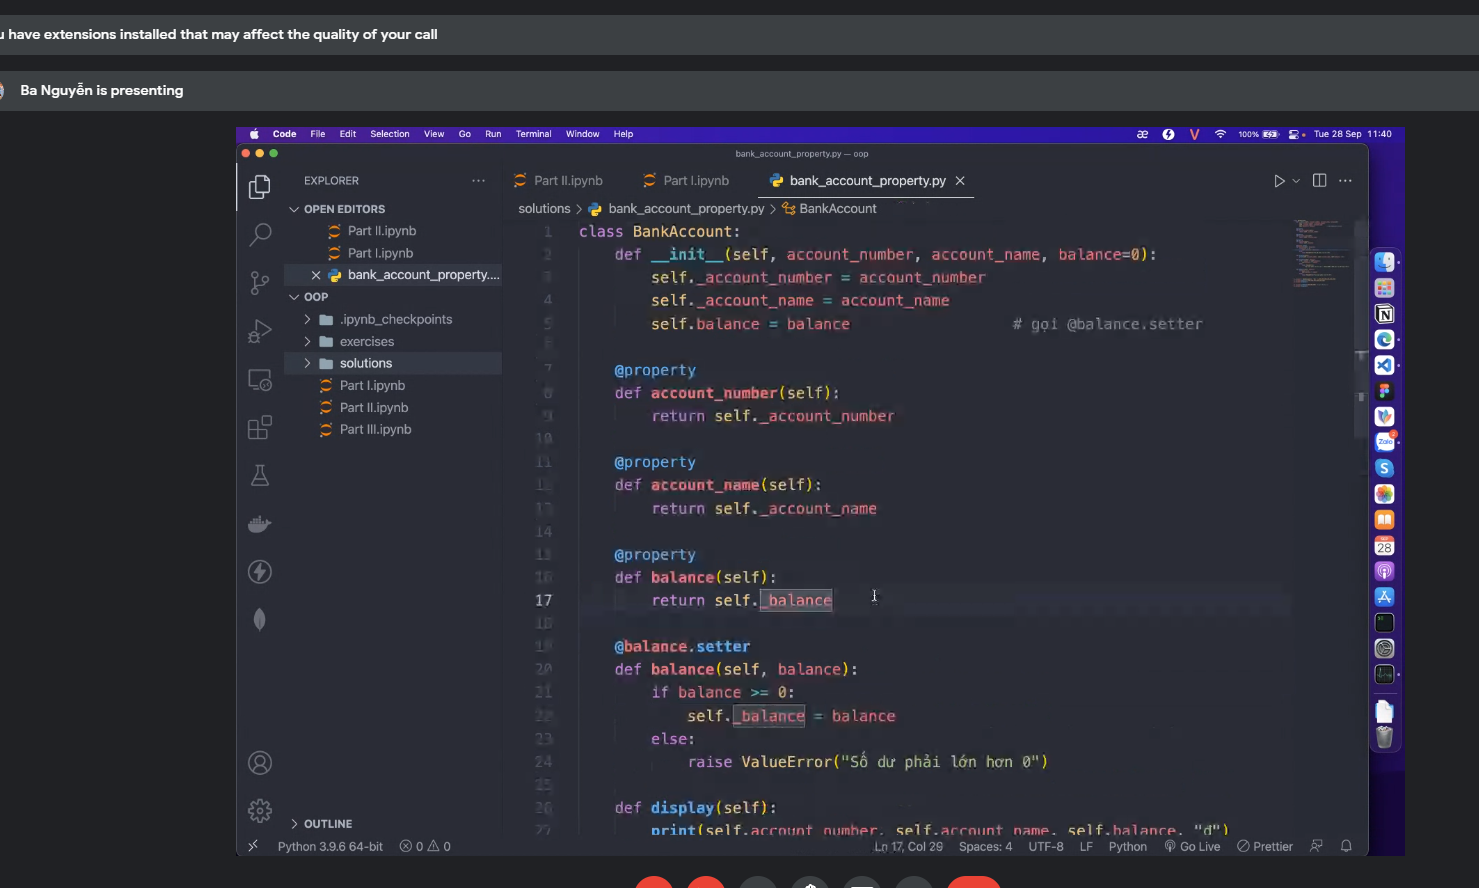 u have extensions installed that may affect the quality of your call
Ba Nguyễn is presenting
Code File Edit Selection View Go Run Terminal Window Help
100% Tue 28 Sep 11:40
bank_account_property.py — oop
EXPLORER
OPEN EDITORS
Part II.ipynb
Part I.ipynb
bank_account_property....
OOP
.ipynb_checkpoints
exercises
solutions
Part I.ipynb
Part II.ipynb
Part III.ipynb
OUTLINE
Part II.ipynb Part I.ipynb bank_account_property.py
solutions > bank_account_property.py > BankAccount
1 class BankAccount:
2 def __init__(self, account_number, account_name, balance=0):
3 self._account_number = account_number
4 self._account_name = account_name
5 self.balance = balance # gọi @balance.setter
6
7 @property
8 def account_number(self):
9 return self._account_number
10
11 @property
12 def account_name(self):
13 return self._account_name
14
15 @property
16 def balance(self):
17 return self._balance
18
19 @balance.setter
20 def balance(self, balance):
21 if balance >= 0:
22 self._balance = balance
23 else:
24 raise ValueError("Số dư phải lớn hơn 0")
25
26 def display(self):
27 print(self.account_number, self.account_name, self.balance, "đ")
Python 3.9.6 64-bit 0 0 Ln 17, Col 29 Spaces: 4 UTF-8 LF Python Go Live Prettier
Zalo
28